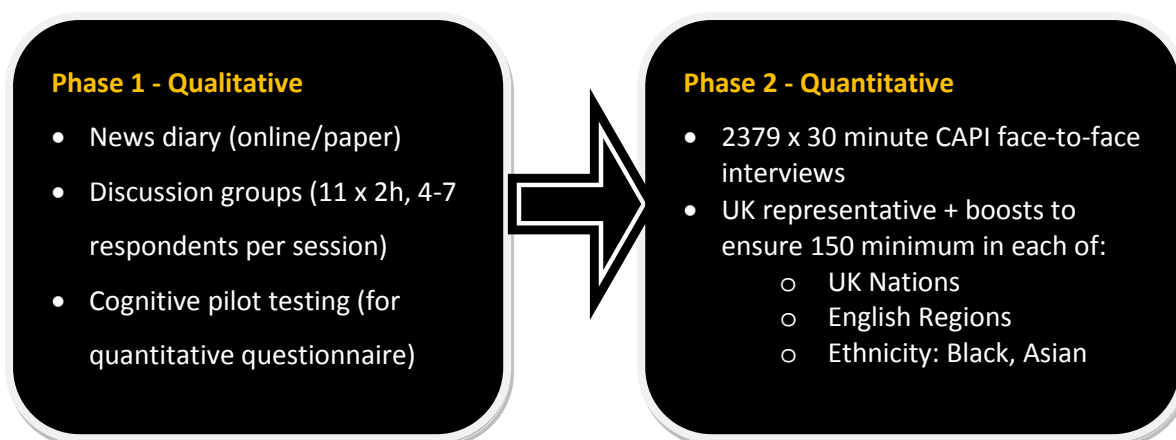 Phase 1 - Qualitative
• News diary (online/paper)
• Discussion groups (11 x 2h, 4-7
respondents per session)
• Cognitive pilot testing (for
quantitative questionnaire)
Phase 2 - Quantitative
• 2379 x 30 minute CAPI face-to-face
interviews
• UK representative + boosts to
ensure 150 minimum in each of:
o UK Nations
o English Regions
o Ethnicity: Black, Asian